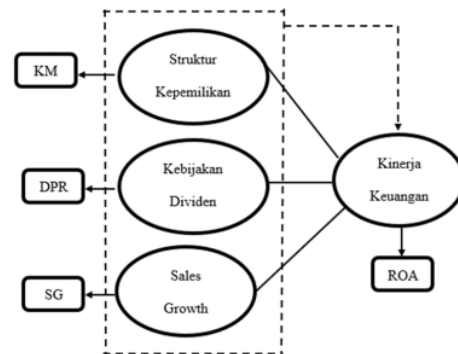 KM
Struktur
Kepemilikan
DPR
Kebijakan
Dividen
Kinerja
Keuangan
SG
Sales
Growth
ROA